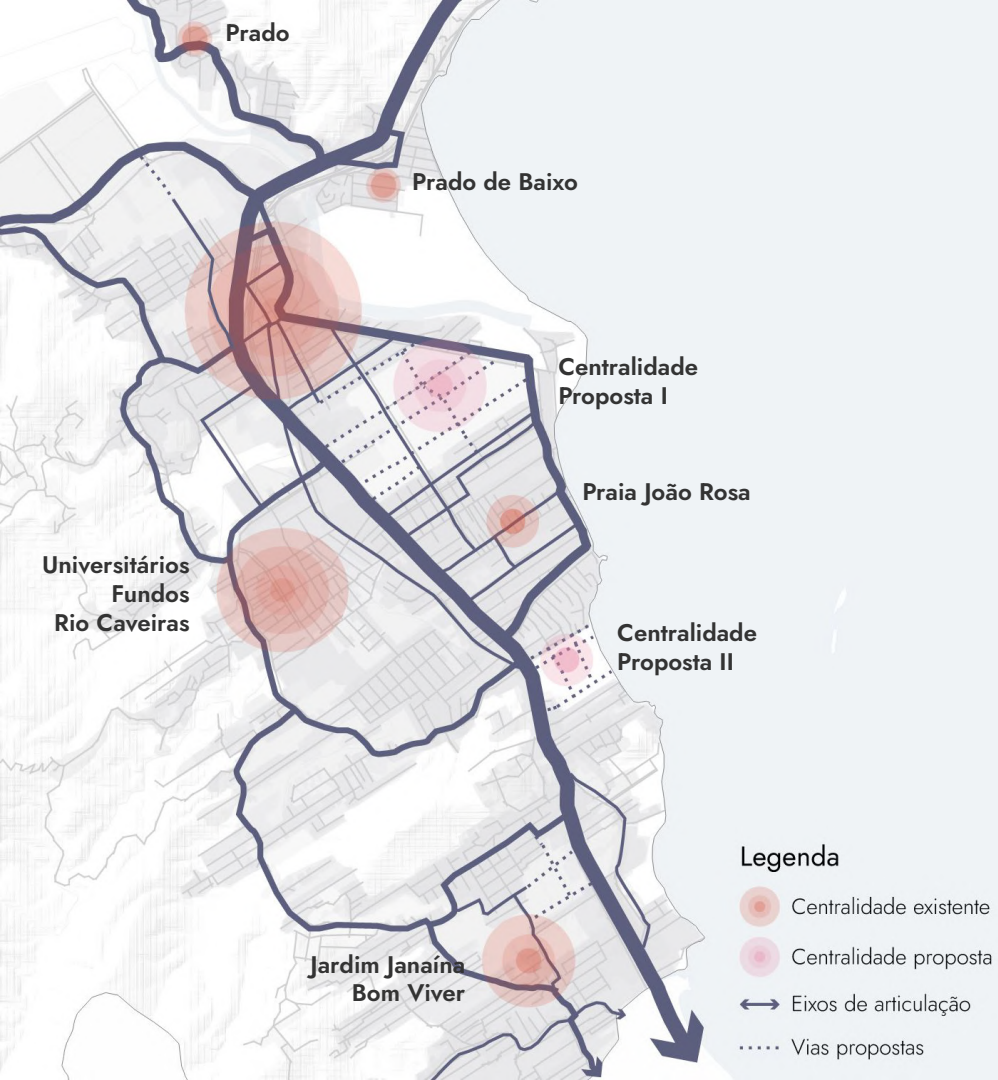 Prado
Prado de Baixo
Centralidade
Proposta I
Praia João Rosa
Universitários
Fundos
Rio Caveiras
Centralidade
Proposta II
Jardim Janaína
Bom Viver
Legenda
Centralidade existente
Centralidade proposta
Eixos de articulação
Vias propostas